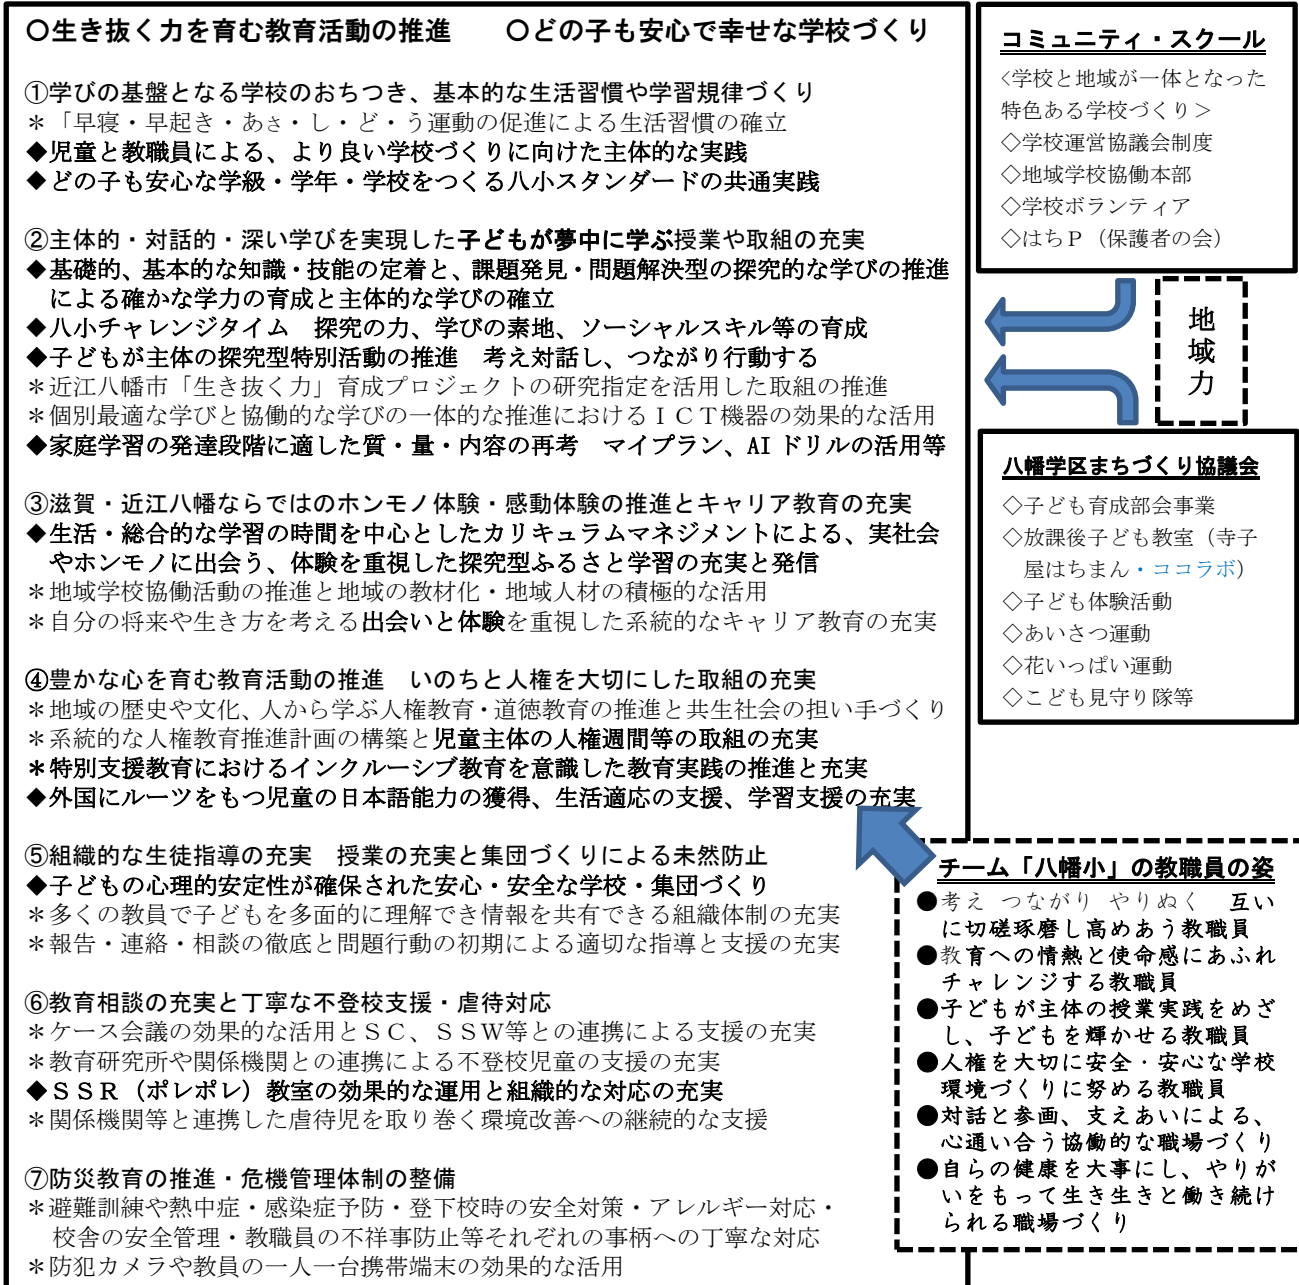 〇生き抜く力を育む教育活動の推進　　〇どの子も安心で幸せな学校づくり
①学びの基盤となる学校のおちつき、基本的な生活習慣や学習規律づくり
＊「早寝・早起き・あさ・し・ど・う運動の促進による生活習慣の確立
◆児童と教職員による、より良い学校づくりに向けた主体的な実践
◆どの子も安心な学級・学年・学校をつくる八小スタンダードの共通実践
②主体的・対話的・深い学びを実現した子どもが夢中に学ぶ授業や取組の充実
◆基礎的、基本的な知識・技能の定着と、課題発見・問題解決型の探究的な学びの推進
による確かな学力の育成と主体的な学びの確立
◆八小チャレンジタイム　探究の力、学びの素地、ソーシャルスキル等の育成
◆子どもが主体の探究型特別活動の推進　考え対話し、つながり行動する
＊近江八幡市「生き抜く力」育成プロジェクトの研究指定を活用した取組の推進
＊個別最適な学びと協働的な学びの一体的な推進におけるＩＣＴ機器の効果的な活用
◆家庭学習の発達段階に適した質・量・内容の再考　マイプラン、AIドリルの活用等
③滋賀・近江八幡ならではのホンモノ体験・感動体験の推進とキャリア教育の充実
◆生活・総合的な学習の時間を中心としたカリキュラムマネジメントによる、実社会
やホンモノに出会う、体験を重視した探究型ふるさと学習の充実と発信
＊地域学校協働活動の推進と地域の教材化・地域人材の積極的な活用
＊自分の将来や生き方を考える出会いと体験を重視した系統的なキャリア教育の充実
④豊かな心を育む教育活動の推進　いのちと人権を大切にした取組の充実
＊地域の歴史や文化、人から学ぶ人権教育・道徳教育の推進と共生社会の担い手づくり
＊系統的な人権教育推進計画の構築と児童主体の人権週間等の取組の充実
＊特別支援教育におけるインクルーシブ教育を意識した教育実践の推進と充実
◆外国にルーツをもつ児童の日本語能力の獲得、生活適応の支援、学習支援の充実
⑤組織的な生徒指導の充実　授業の充実と集団づくりによる未然防止
◆子どもの心理的安定性が確保された安心・安全な学校・集団づくり
＊多くの教員で子どもを多面的に理解でき情報を共有できる組織体制の充実
＊報告・連絡・相談の徹底と問題行動の初期による適切な指導と支援の充実
⑥教育相談の充実と丁寧な不登校支援・虐待対応
＊ケース会議の効果的な活用とＳＣ、ＳＳＷ等との連携による支援の充実
＊教育研究所や関係機関との連携による不登校児童の支援の充実
◆ＳＳＲ（ポレポレ）教室の効果的な運用と組織的な対応の充実
＊関係機関等と連携した虐待児を取り巻く環境改善への継続的な支援
⑦防災教育の推進・危機管理体制の整備
＊避難訓練や熱中症・感染症予防・登下校時の安全対策・アレルギー対応・
校舎の安全管理・教職員の不祥事防止等それぞれの事柄への丁寧な対応
＊防犯カメラや教員の一人一台携帯端末の効果的な活用
コミュニティ・スクール
<学校と地域が一体となった
特色ある学校づくり＞
◇学校運営協議会制度
◇地域学校協働本部
◇学校ボランティア
◇はちＰ（保護者の会）
地域力
八幡学区まちづくり協議会
◇子ども育成部会事業
◇放課後子ども教室（寺子
屋はちまん・ココラボ）
◇子ども体験活動
◇あいさつ運動
◇花いっぱい運動
◇こども見守り隊等
チーム「八幡小」の教職員の姿
●考え つながり やりぬく　互い
に切磋琢磨し高めあう教職員
●教育への情熱と使命感にあふれ
チャレンジする教職員
●子どもが主体の授業実践をめざ
し、子どもを輝かせる教職員
●人権を大切に安全・安心な学校
環境づくりに努める教職員
●対話と参画、支えあいによる、
心通い合う協働的な職場づくり
●自らの健康を大事にし、やりが
いをもって生き生きと働き続け
られる職場づくり